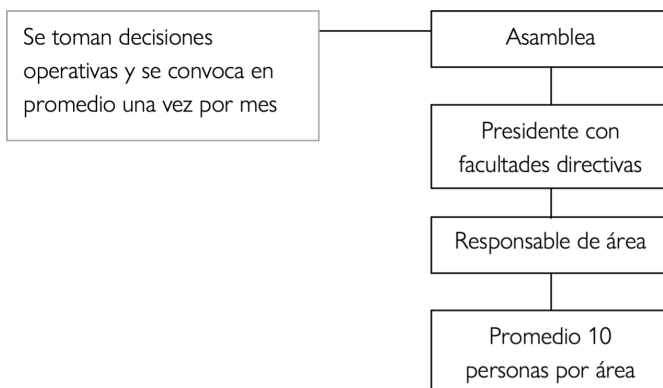 Se toman decisiones
operativas y se convoca en
promedio una vez por mes
Asamblea
Presidente con
facultades directivas
Responsable de área
Promedio 10
personas por área